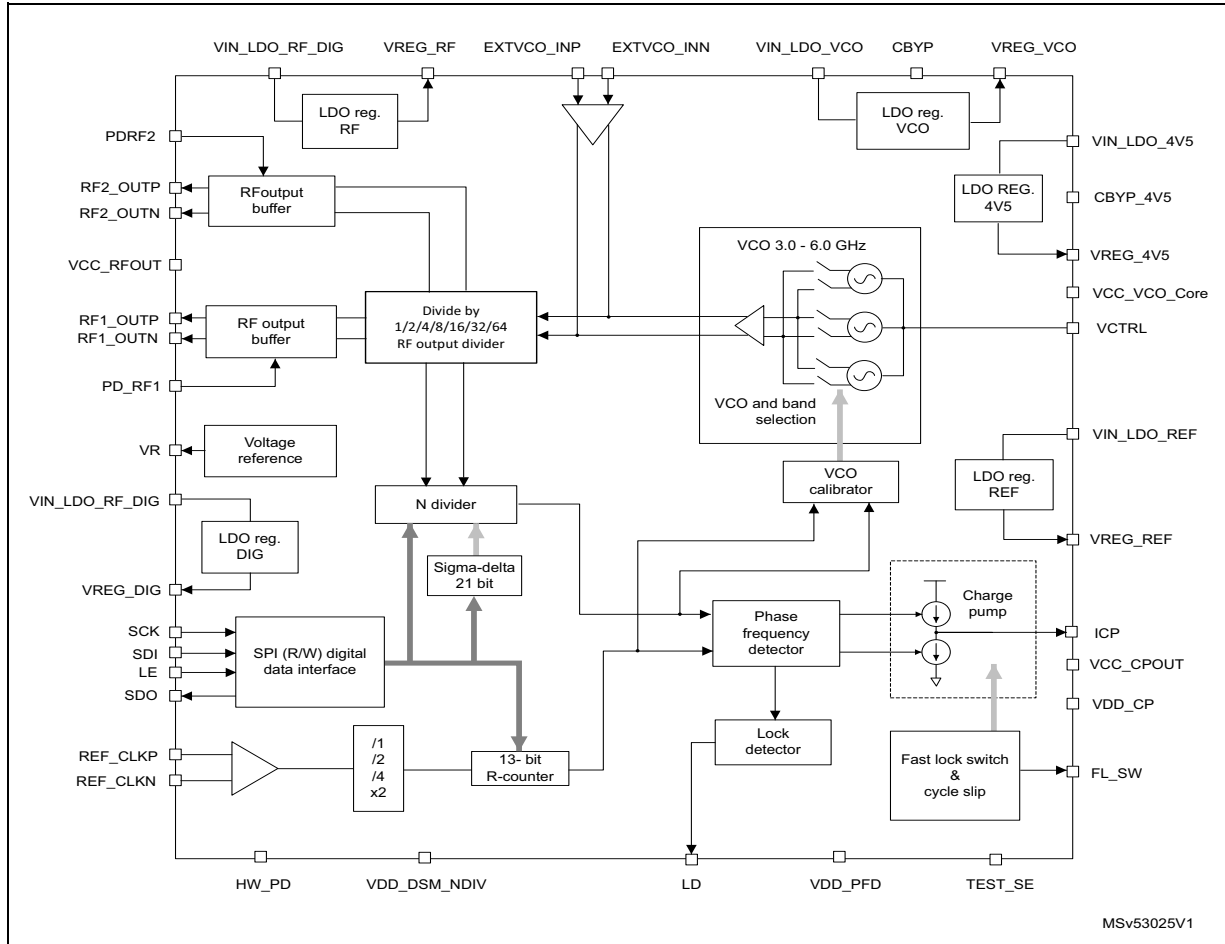 VIN_LDO_RF_DIG
VREG_RF
EXTVCO_INP
EXTVCO_INN
VIN_LDO_VCO
CBYP
VREG_VCO
LDO reg.
RF
LDO reg.
VCO
PDRF2
RF2_OUTP
RF2_OUTN
RFoutput
buffer
VCC_RFOUT
RF1_OUTP
RF1_OUTN
RF output
buffer
PD_RF1
Divide by
1/2/4/8/16/32/64
RF output divider
VCO 3.0 - 6.0 GHz
VCO and band
selection
VIN_LDO_4V5
LDO REG.
4V5
CBYP_4V5
VREG_4V5
VCC_VCO_Core
VCTRL
VR
Voltage
reference
VIN_LDO_RF_DIG
LDO reg.
DIG
VREG_DIG
N divider
Sigma-delta
21 bit
VCO
calibrator
VIN_LDO_REF
LDO reg.
REF
VREG_REF
SCK
SDI
LE
SDO
SPI (R/W) digital
data interface
Phase
frequency
detector
Charge
pump
ICP
VCC_CPOUT
VDD_CP
REF_CLKP
REF_CLKN
/1
/2
/4
x2
13- bit
R-counter
Lock
detector
Fast lock switch
&
cycle slip
FL_SW
HW_PD
VDD_DSM_NDIV
LD
VDD_PFD
TEST_SE
MSv53025V1